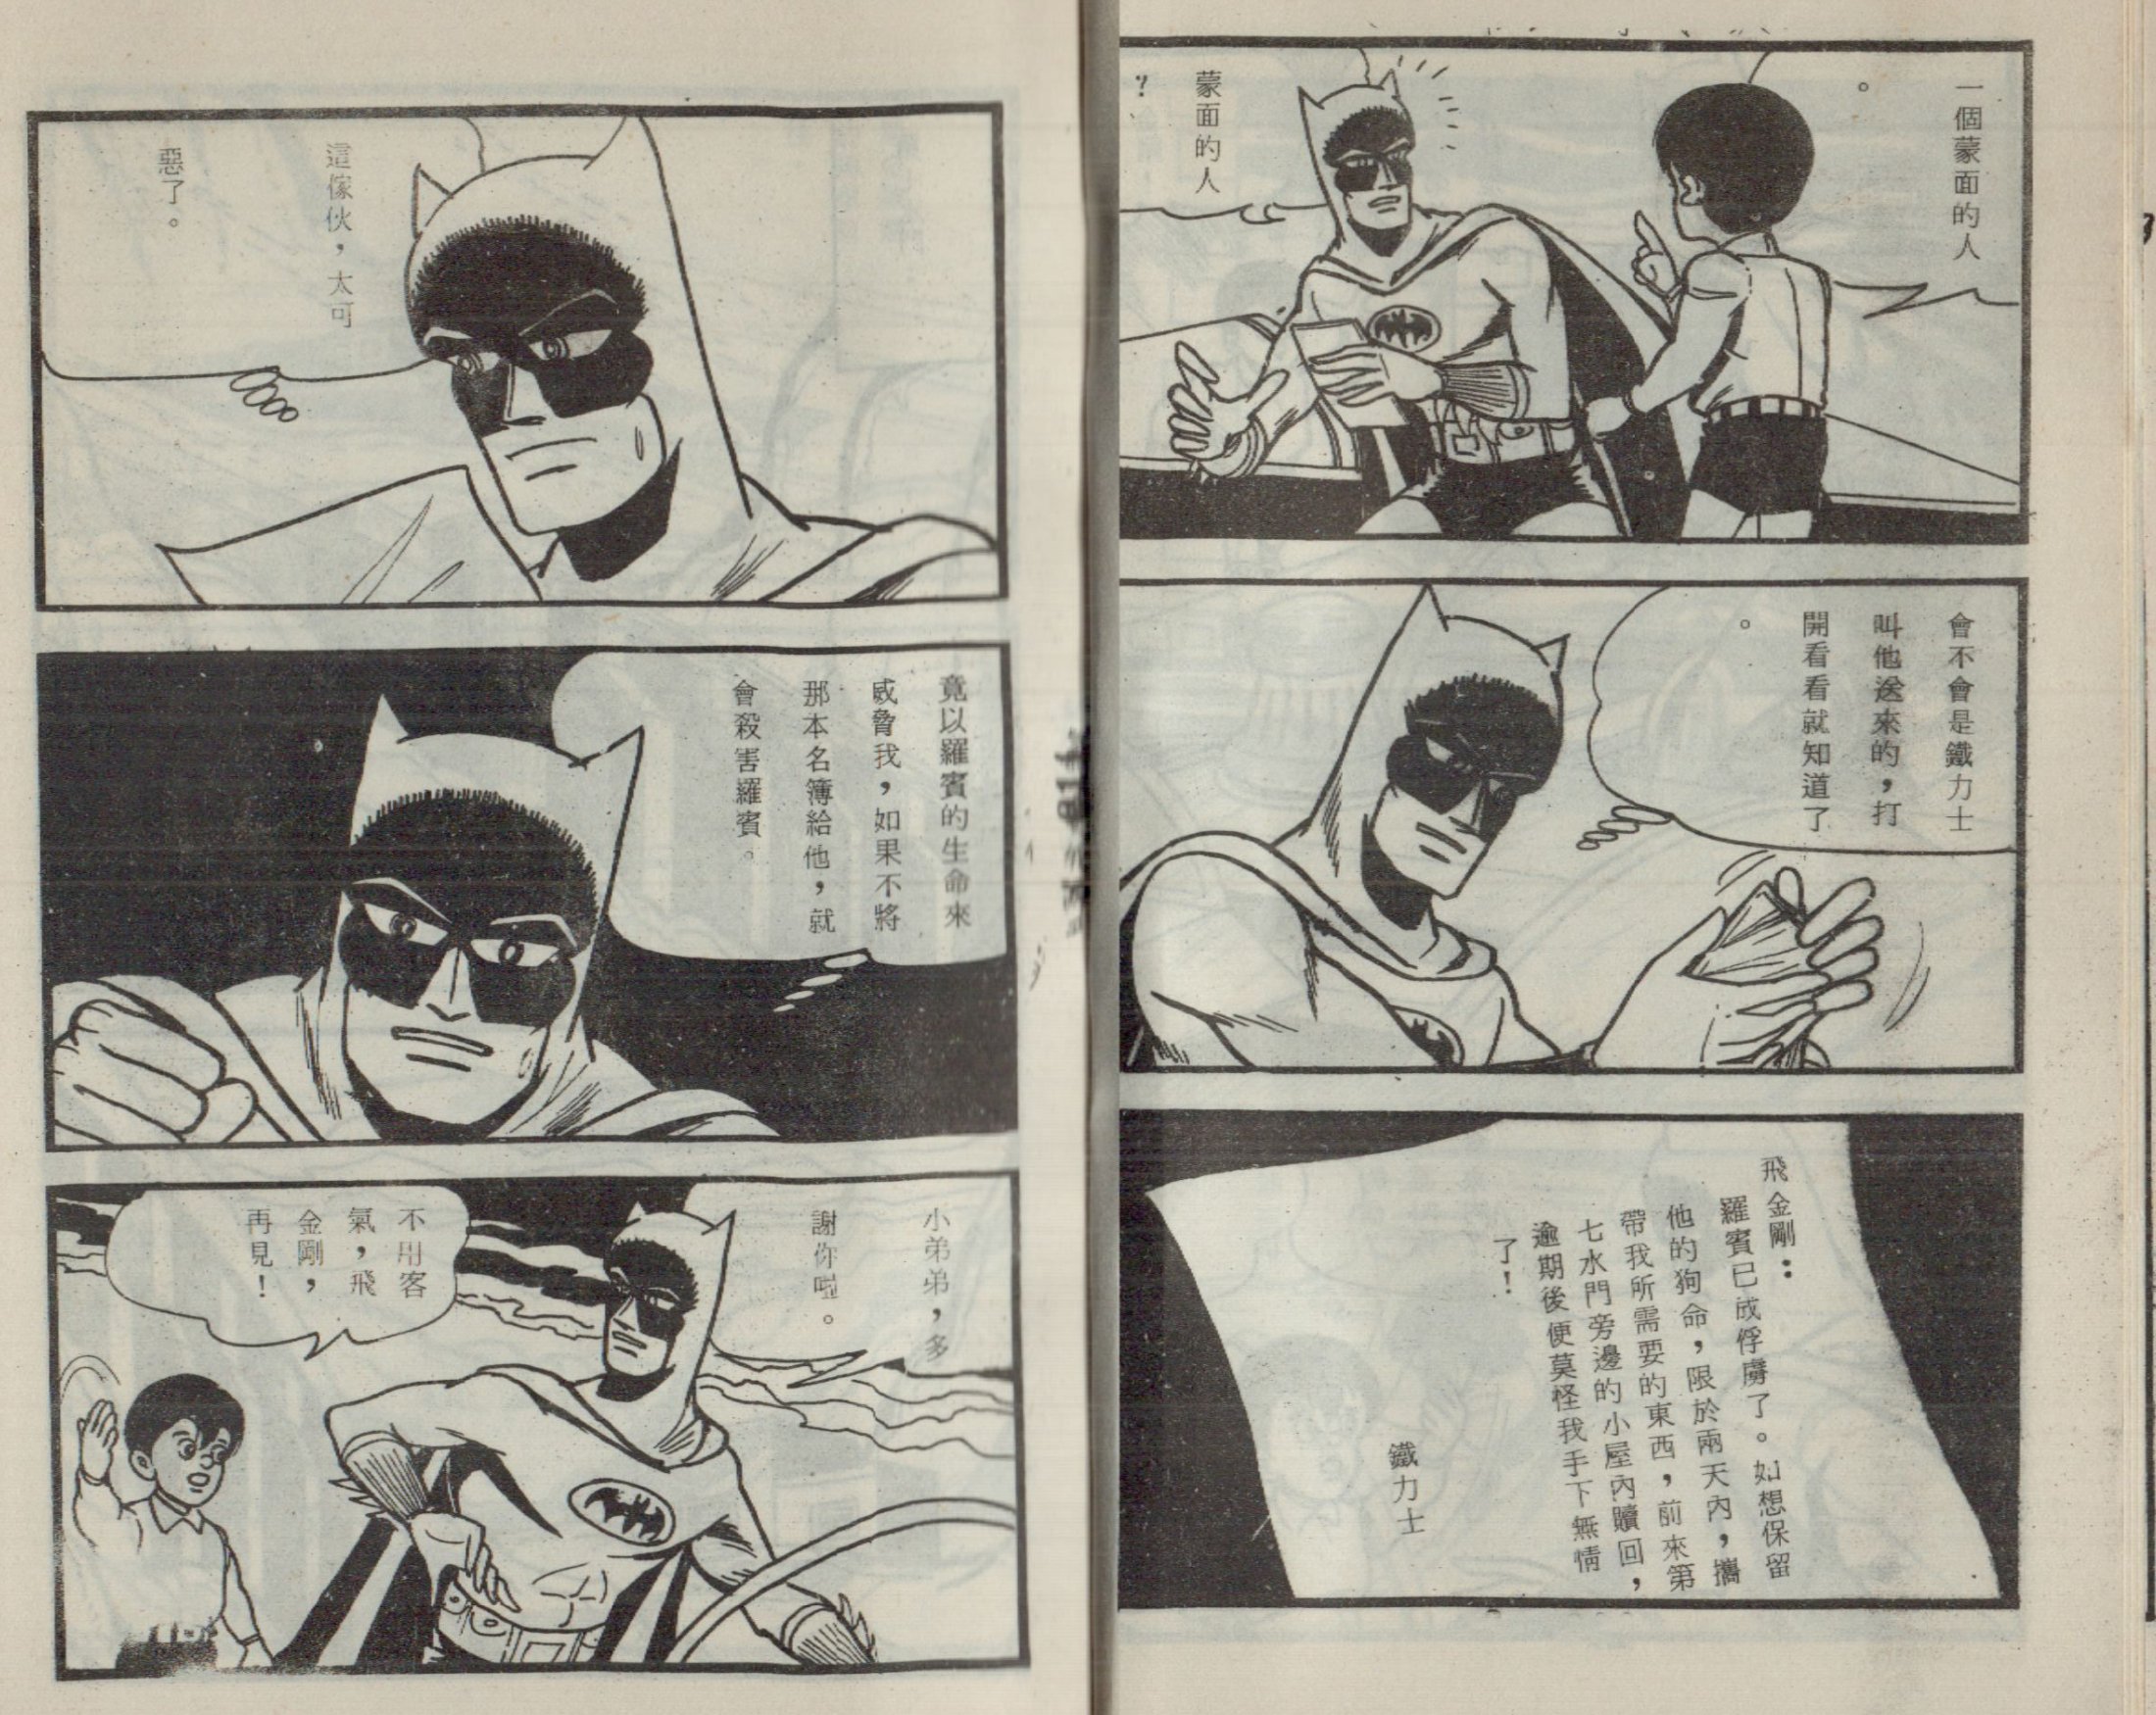 一個蒙面的人
。
蒙面的人
？
會不會是鐵力士
叫他送來的，打
開看看就知道了
。
飛金剛：
羅賓已成俘虜了。如想保留
他的狗命，限於兩天內，攜
帶我所需要的東西，前來第
七水門旁邊的小屋內贖回，
逾期後便莫怪我手下無情
了！
鐵力士
這傢伙，太可
惡了。
竟以羅賓的生命來
威脅我，如果不將
那本名簿給他，就
會殺害羅賓。
小弟弟，多
謝你啦。
不用客
氣，飛
金剛，
再見！